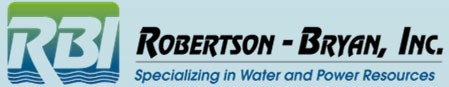 RBI
ROBERTSON - BRYAN, INC.
Specializing in Water and Power Resources